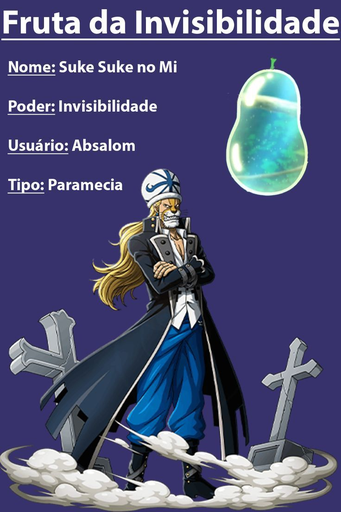 Fruta da Invisibilidade
Nome: Suke Suke no Mi
Poder: Invisibilidade
Usuário: Absalom
Tipo: Paramecia